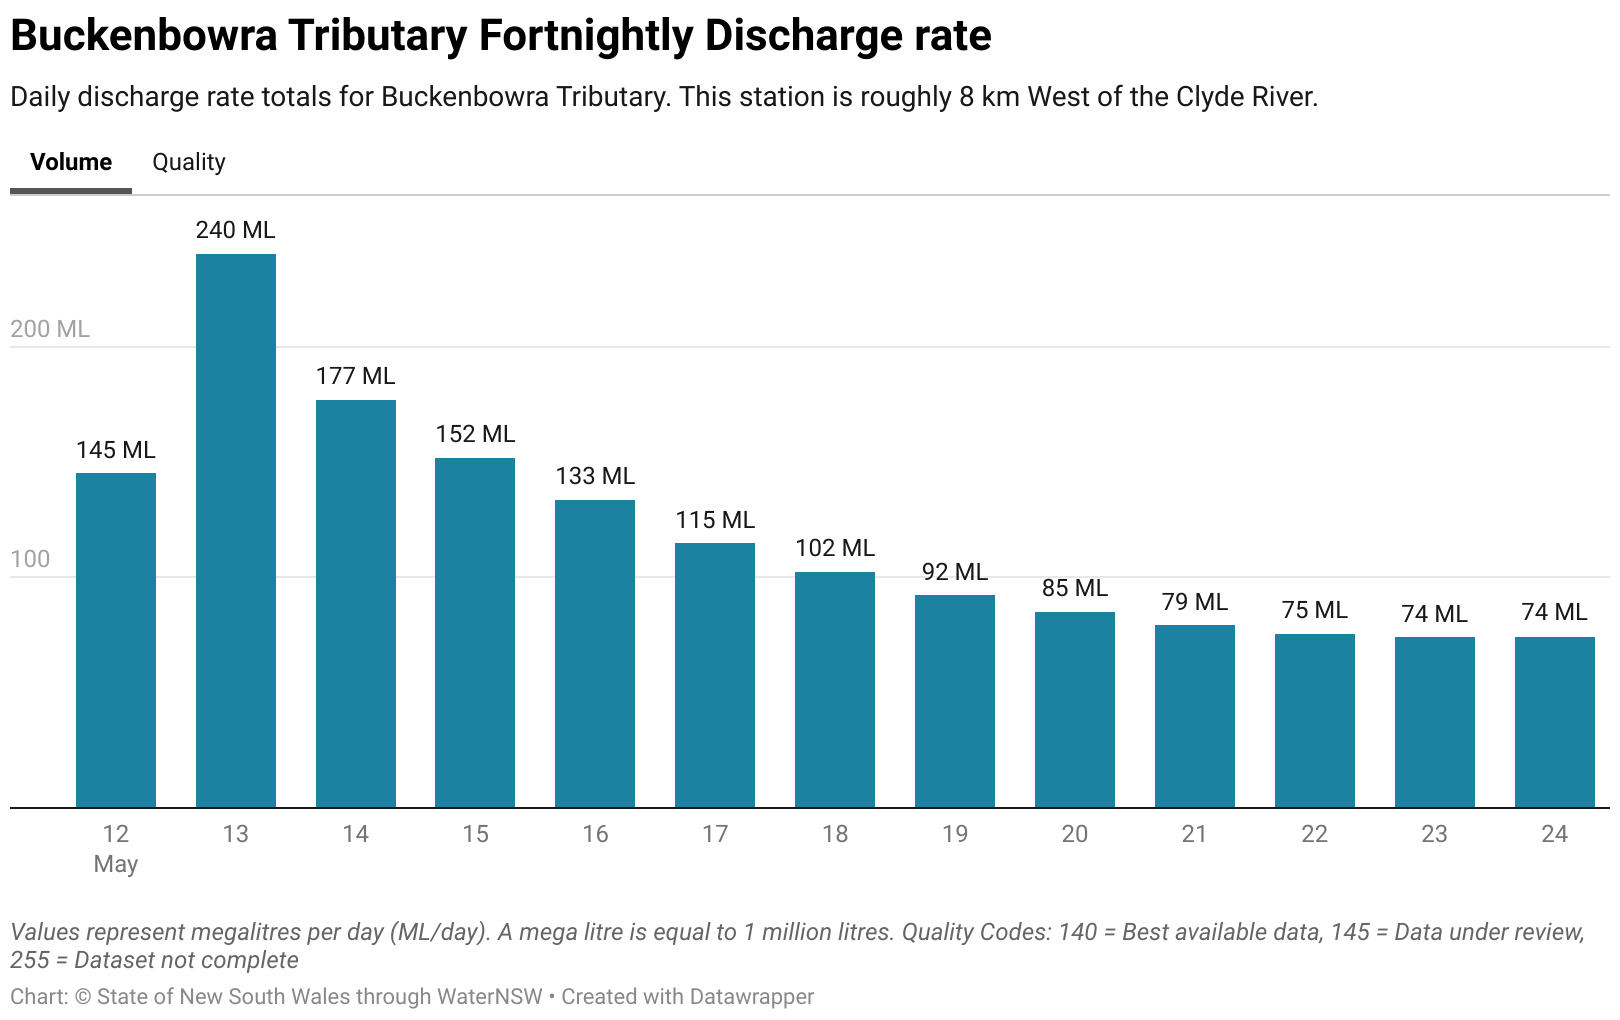 Buckenbowra Tributary Fortnightly Discharge rate
Daily discharge rate totals for Buckenbowra Tributary. This station is roughly 8 km West of the Clyde River.
Volume Quality
240 ML
200 ML
177 ML
152 ML
145 ML
133 ML
115 ML
102 ML
100
92 ML
85 ML
79 ML
75 ML
74 ML
74 ML
12 13 14 15 16 17 18 19 20 21 22 23 24
May
Values represent megalitres per day (ML/day). A mega litre is equal to 1 million litres. Quality Codes: 140 = Best available data, 145 = Data under review,
255 = Dataset not complete
Chart: © State of New South Wales through WaterNSW • Created with Datawrapper